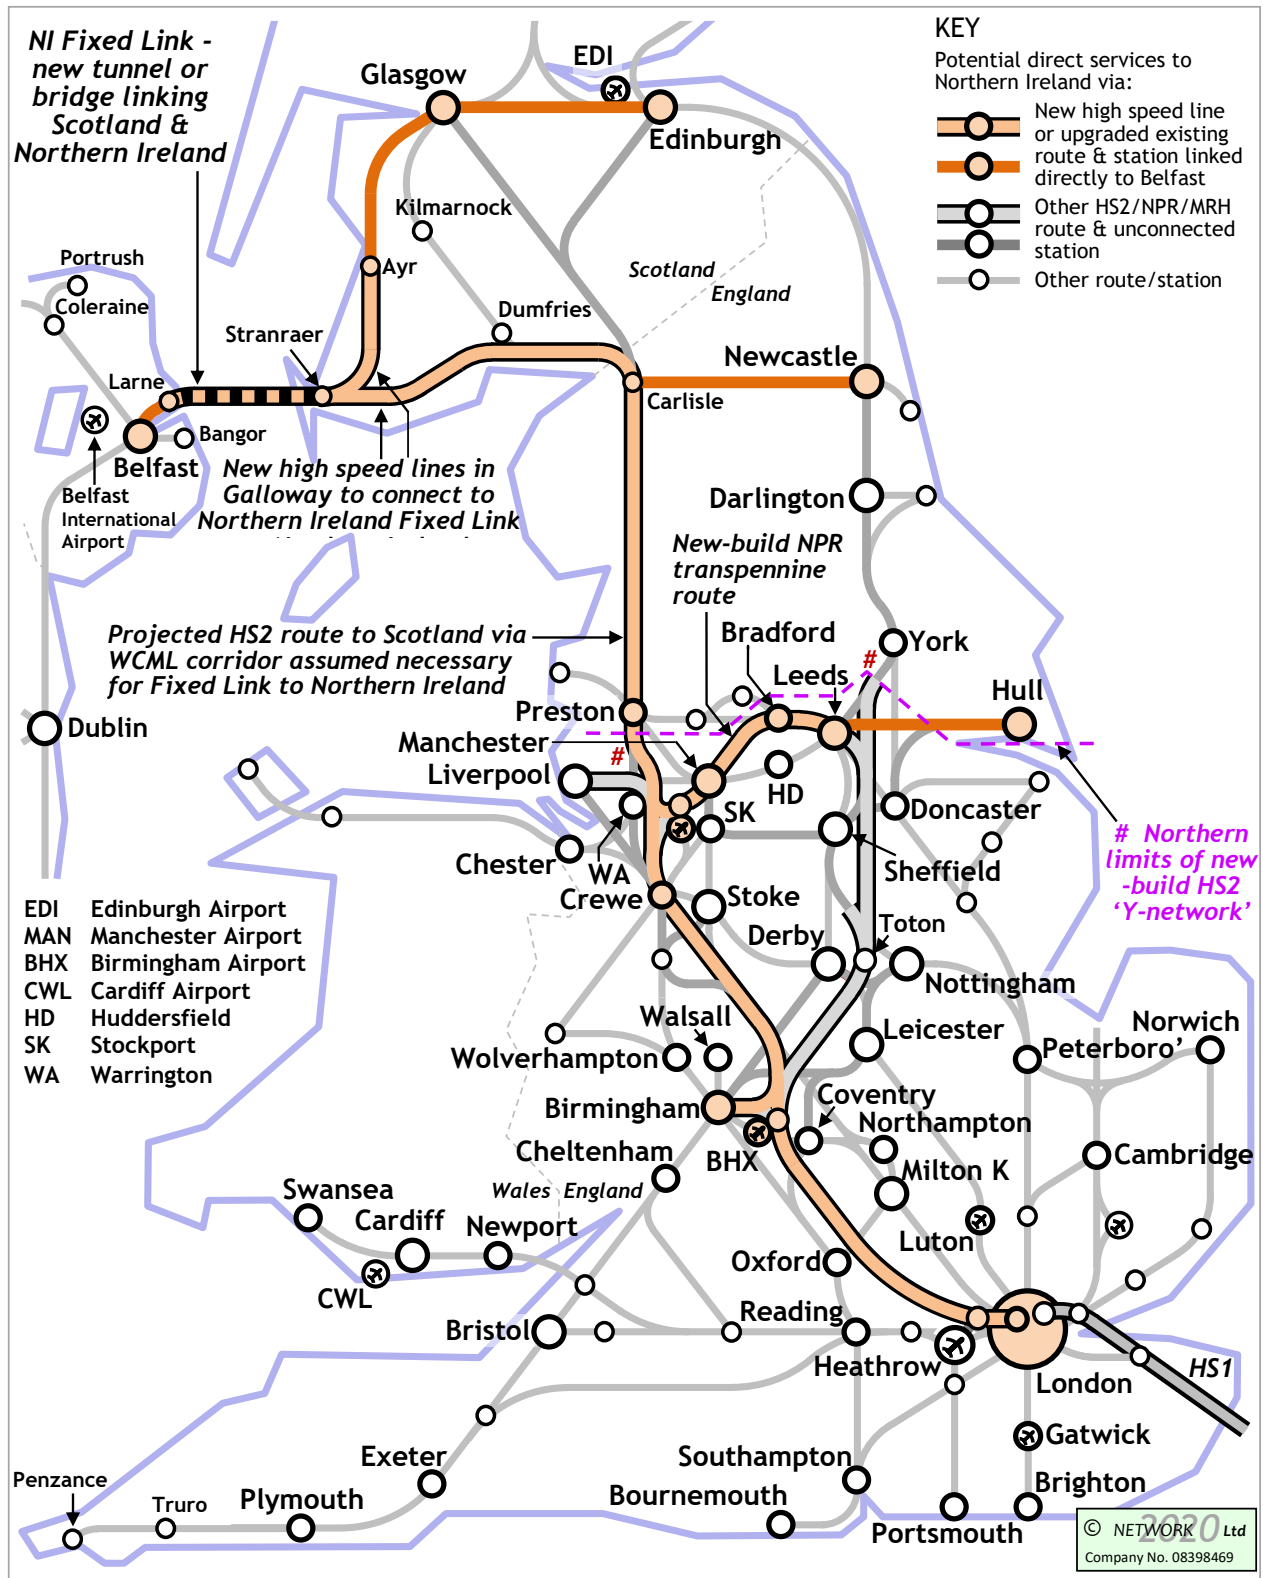 NI Fixed Link -
new tunnel or
bridge linking
Scotland &
Northern Ireland
EDI
Glasgow
Edinburgh
KEY
Potential direct services to
Northern Ireland via:
New high speed line
or upgraded existing
route & station linked
directly to Belfast
Other HS2/NPR/MRH
route & unconnected
station
Other route/station
Kilmarnock
Portrush
Ayr
Scotland
England
Coleraine
Dumfries
Stranraer
Newcastle
Larne
Carlisle
Bangor
Belfast
Belfast
International
Airport
New high speed lines in
Galloway to connect to
Northern Ireland Fixed Link
Darlington
New-build NPR
transpennine
route
Projected HS2 route to Scotland via
WCML corridor assumed necessary
for Fixed Link to Northern Ireland
Bradford
York
#
Leeds
Hull
Preston
Dublin
Manchester
#
Liverpool
HD
SK
Doncaster
# Northern
limits of new
-build HS2
‘Y-network’
Chester
WA
Sheffield
Crewe
Stoke
EDI Edinburgh Airport
MAN Manchester Airport
BHX Birmingham Airport
CWL Cardiff Airport
HD Huddersfield
SK Stockport
WA Warrington
Derby
Toton
Nottingham
Walsall
Leicester
Norwich
Wolverhampton
Peterboro’
Coventry
Birmingham
Northampton
BHX
Cheltenham
Cambridge
Milton K
Wales England
Swansea
Cardiff
Newport
Luton
Oxford
CWL
Reading
Bristol
Heathrow
London
HS1
Gatwick
Exeter
Southampton
Brighton
Penzance
Truro
Plymouth
Bournemouth
Portsmouth
© NETWORK 2020 Ltd
Company No. 08398469